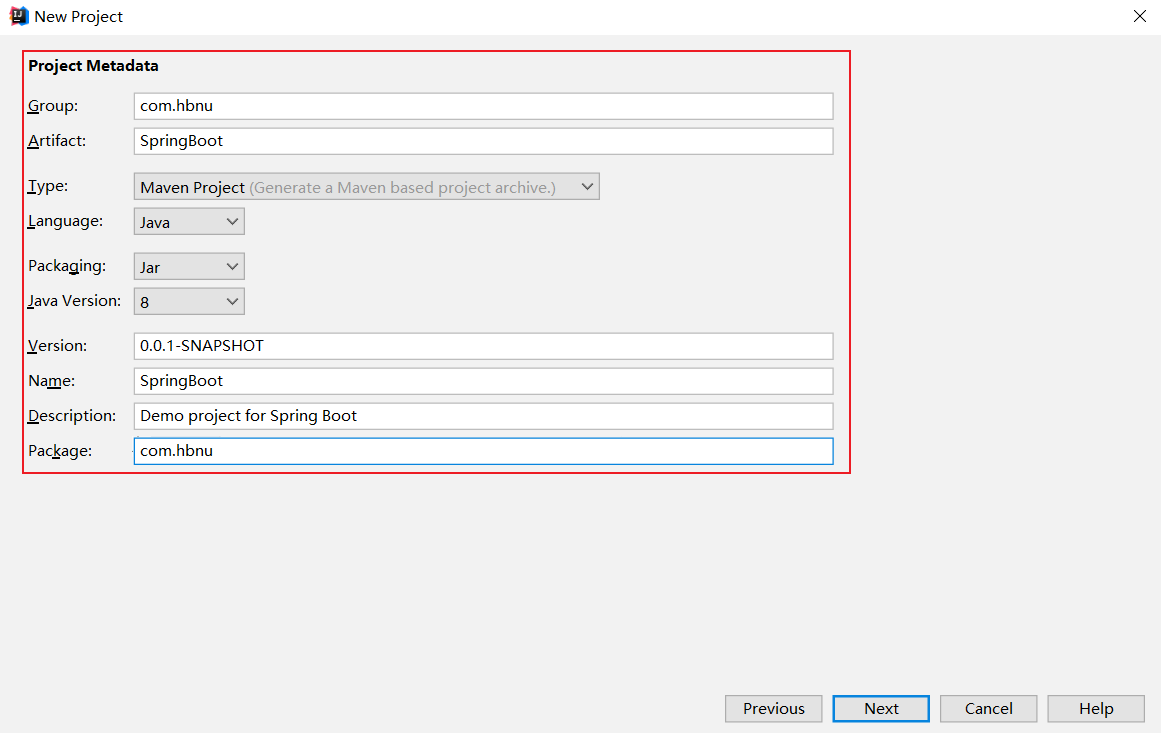 New Project
Project Metadata
Group: com.hbnu
Artifact: SpringBoot
Type: Maven Project (Generate a Maven based project archive.)
Language: Java
Packaging: Jar
Java Version: 8
Version: 0.0.1-SNAPSHOT
Name: SpringBoot
Description: Demo project for Spring Boot
Package: com.hbnu
Previous Next Cancel Help